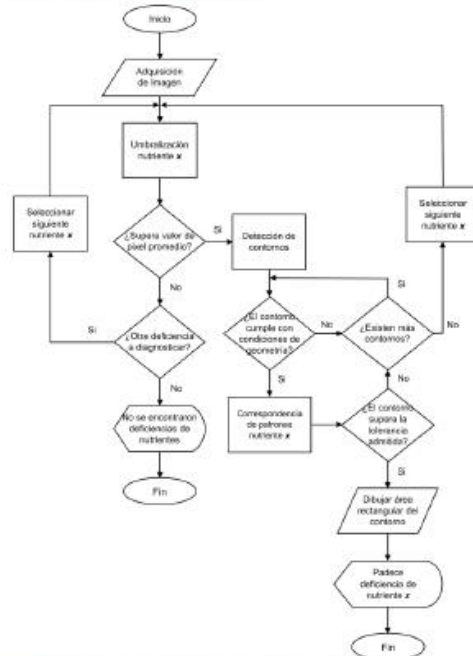 Inicio
Adquisición
de Imagen
Umbralización
nutriente x
Seleccionar
siguiente
nutriente x
¿Supera valor de
pixel promedio?
Si
Detección de
contornos
Seleccionar
siguiente
nutriente x
No
Si
¿Otra deficiencia
a diagnosticar?
¿El contorno
cumple con
condiciones de
geometría?
No
¿Existen más
contornos?
No
Si
No
Si
No
No se encontraron
deficiencias de
nutrientes
Correspondencia
de patrones
nutriente x
¿El contorno
supera la
tolerancia
admitida?
Fin
Si
Dibujar área
rectangular del
contorno
Padece
deficiencia de
nutriente x
Fin